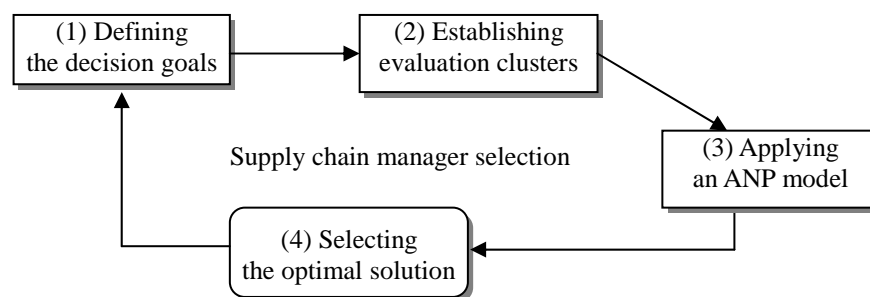 (1) Defining
the decision goals
(2) Establishing
evaluation clusters
(3) Applying
an ANP model
Supply chain manager selection
(4) Selecting
the optimal solution